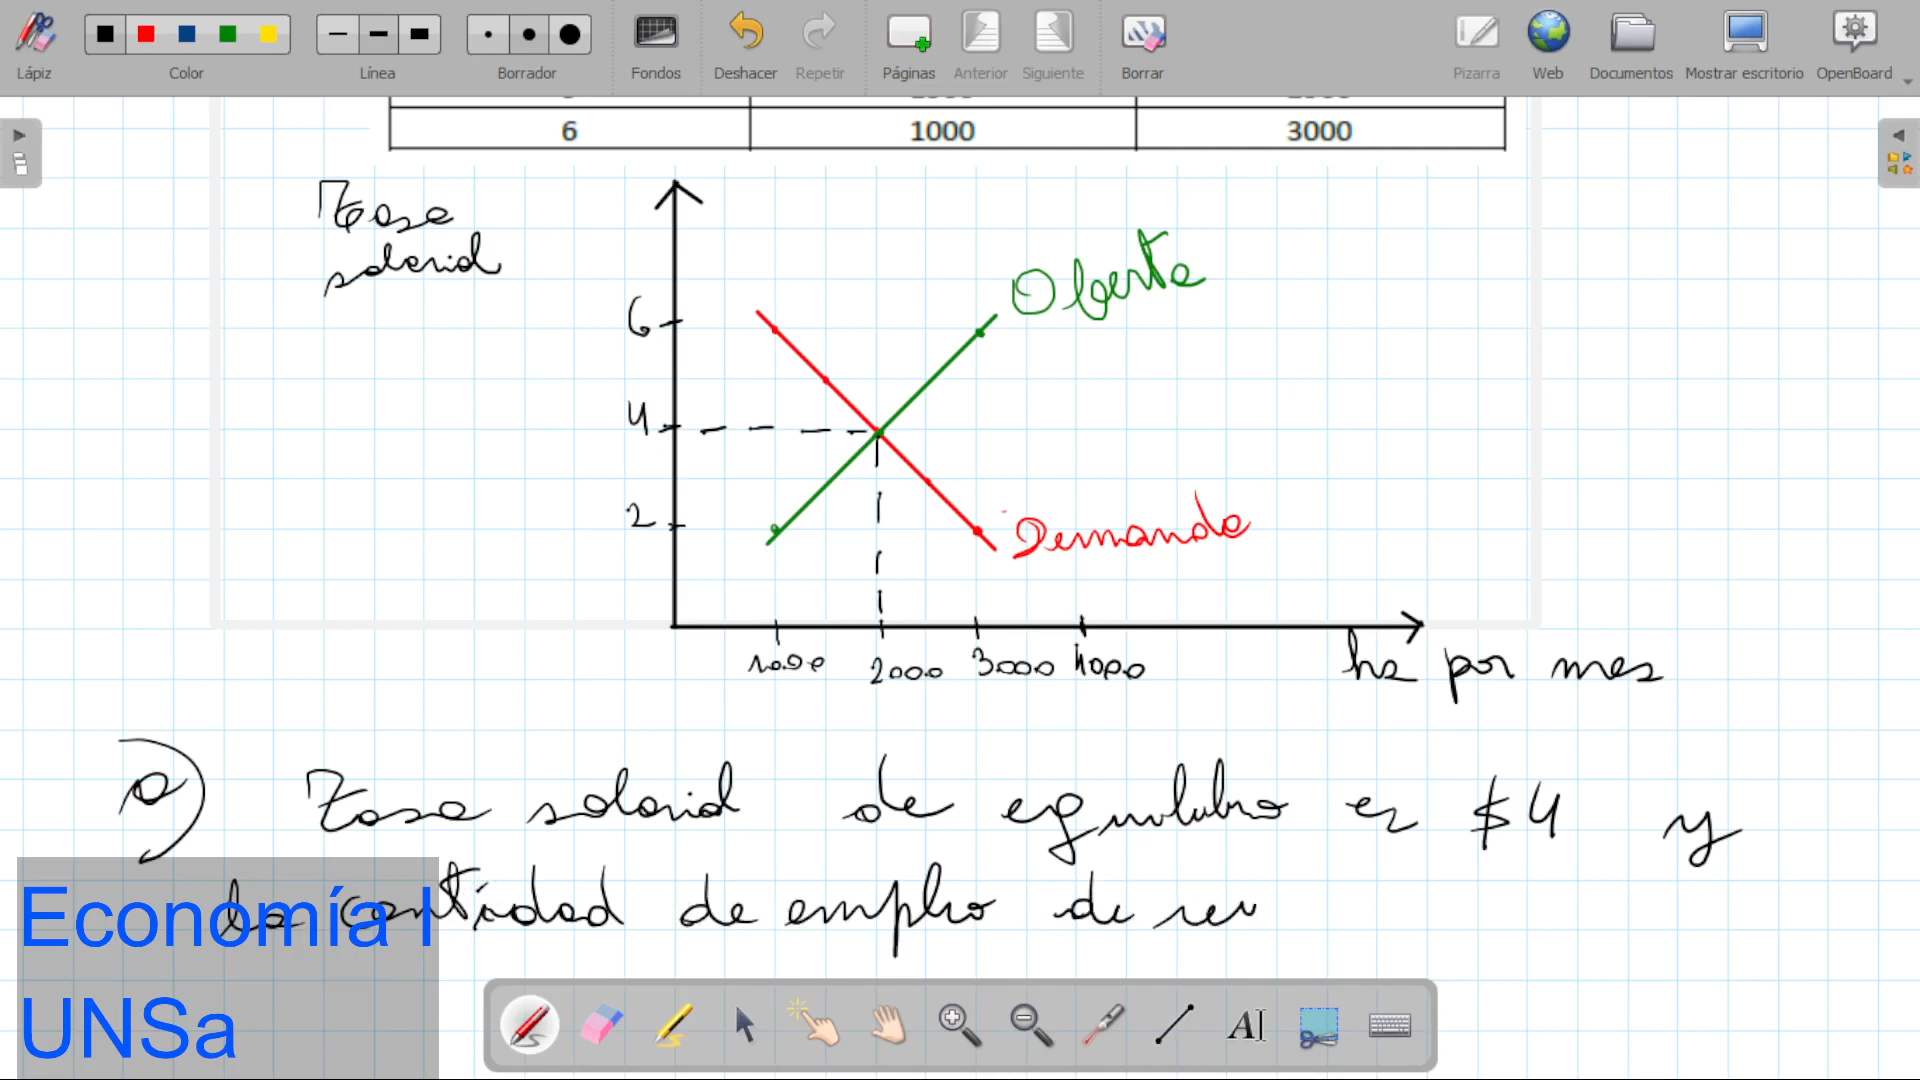 Lápiz
Color
Línea
Borrador
Fondos
Deshacer
Repetir
Páginas
Anterior
Siguiente
Borrar
Pizarra
Web
Documentos
Mostrar escritorio
OpenBoard
6 1000 3000
Tasa
salarial
Oferta
6
4
2
Demanda
1000 2000 3000 4000
hs por mes
a) Tasa salarial de equilibrio es $4 y
la cantidad de empleo de
Economía I
UNSa
AI